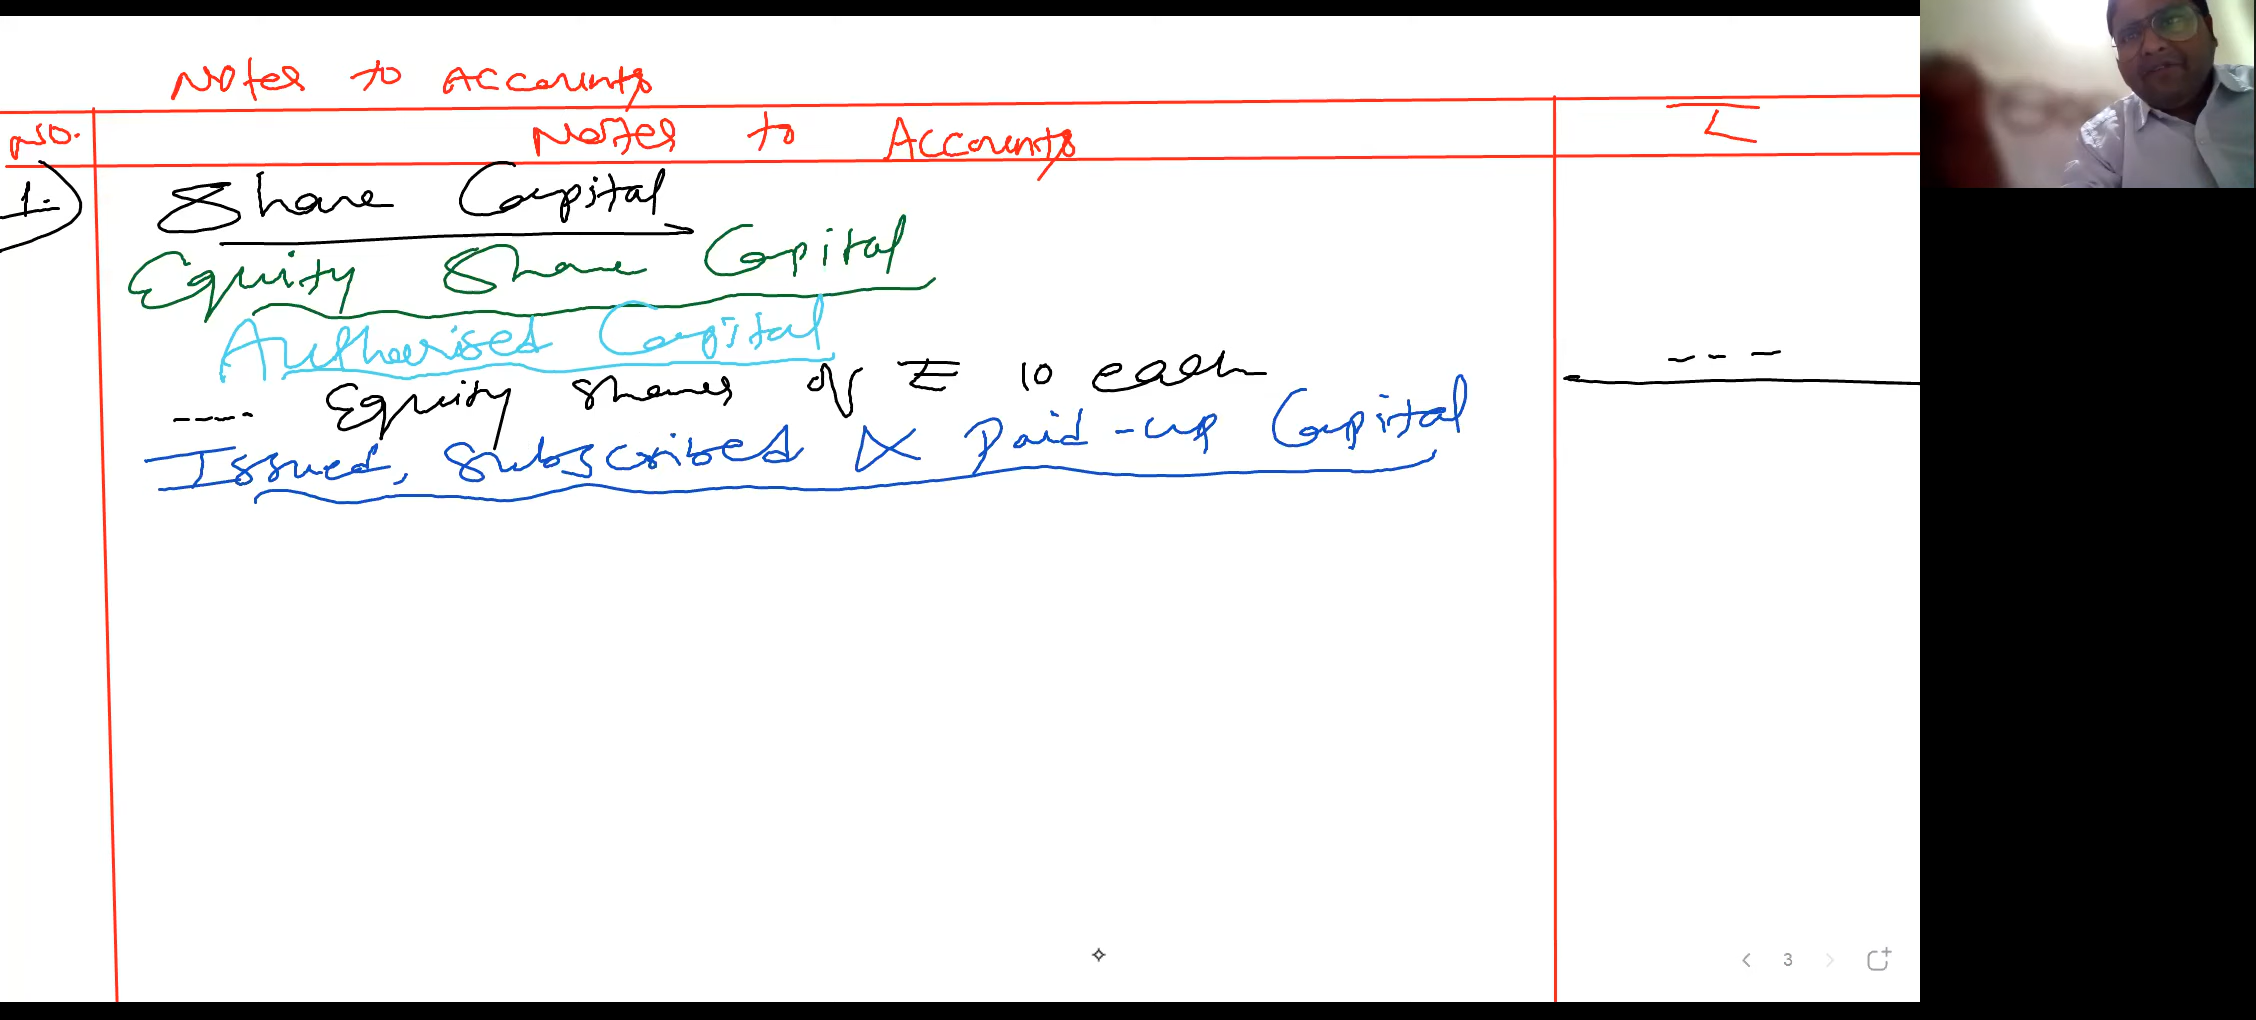 Notes to Accounts
No. Notes to Accounts ₹
1. Share Capital
Equity Share Capital
Authorised Capital
---- Equity shares of ₹ 10 each ---
Issued, Subscribed & Paid-up Capital
3